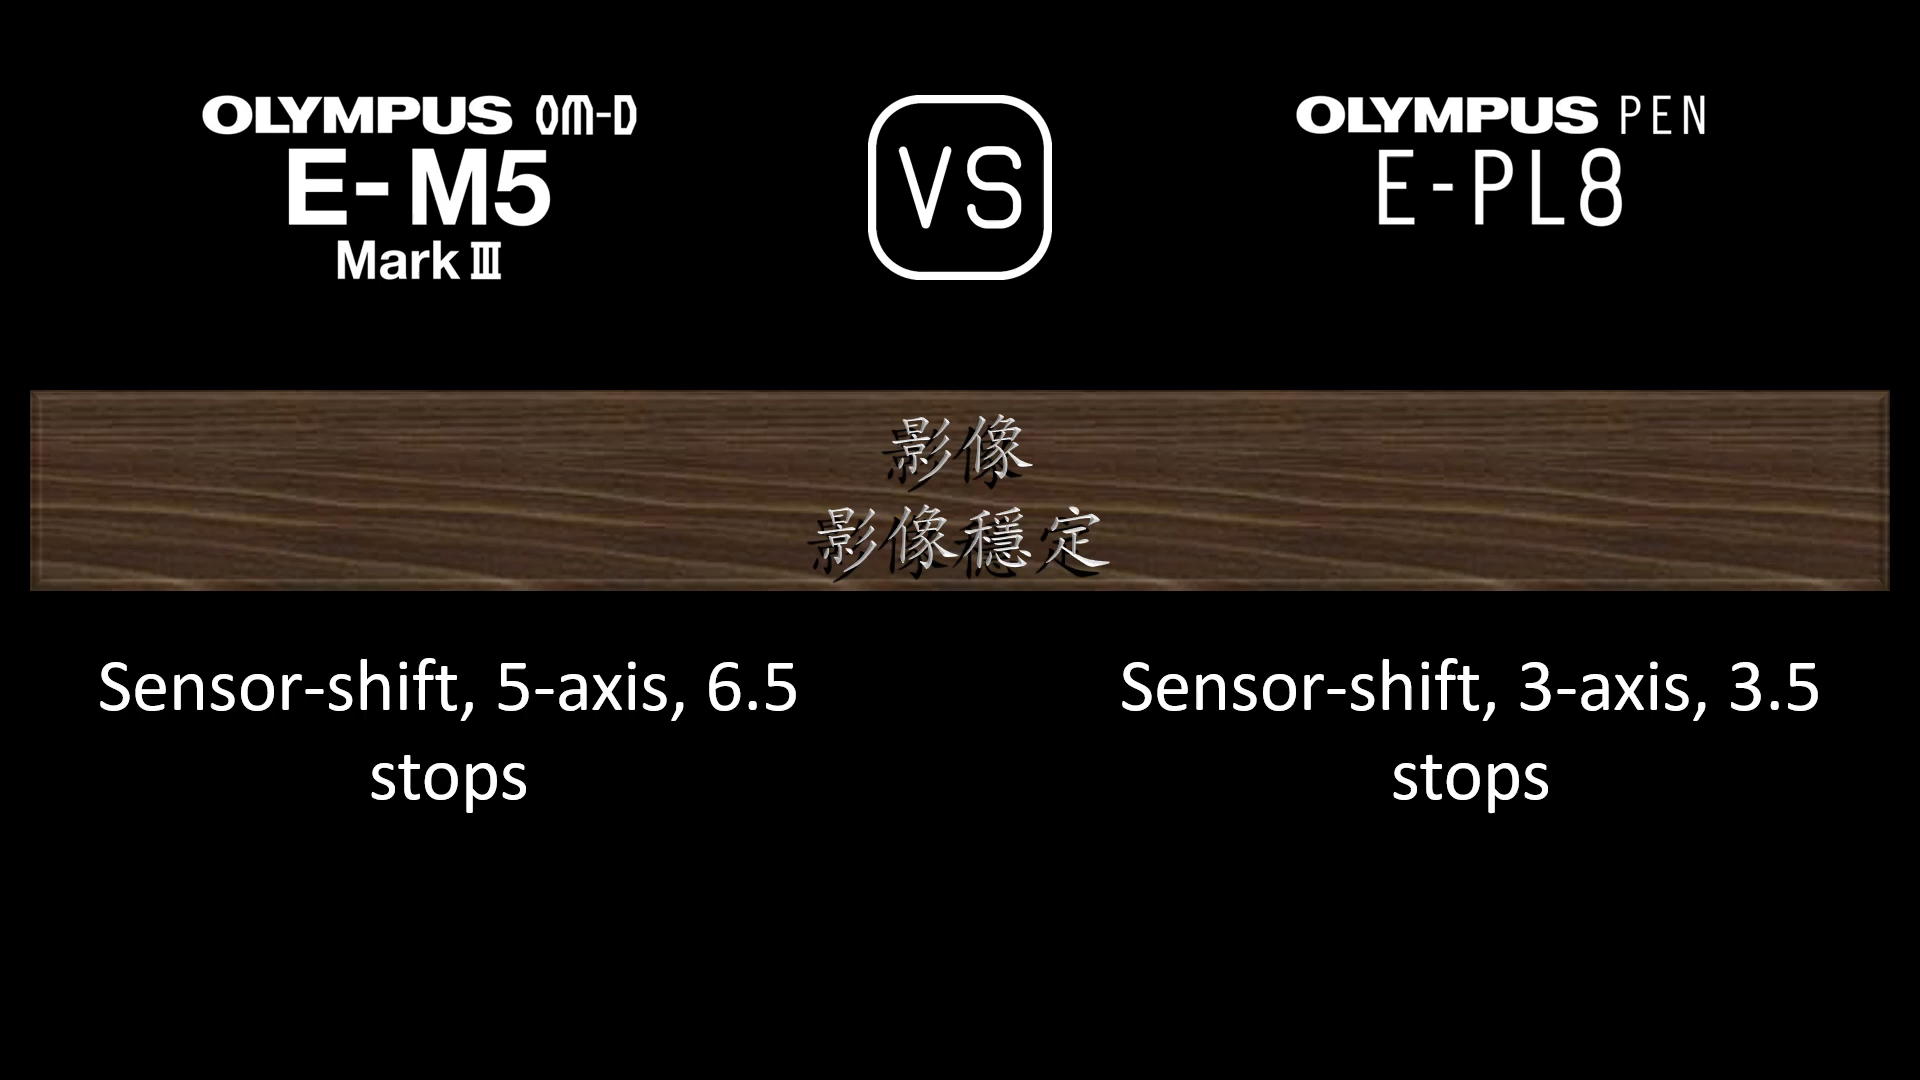 OLYMPUS OM-D
E-M5
Mark III
VS
OLYMPUS PEN
E-PL8
影像
影像穩定
Sensor-shift, 5-axis, 6.5
stops
Sensor-shift, 3-axis, 3.5
stops